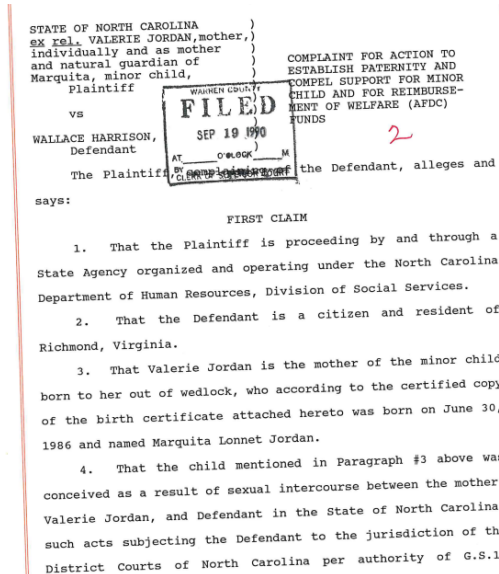 STATE OF NORTH CAROLINA )
ex rel. VALERIE JORDAN,mother,)
individually and as mother )
and natural guardian of )
Marquita, minor child, )
Plaintiff )
vs )
WALLACE HARRISON, )
Defendant )
COMPLAINT FOR ACTION TO
ESTABLISH PATERNITY AND
COMPEL SUPPORT FOR MINOR
CHILD AND FOR REIMBURSE-
MENT OF WELFARE (AFDC)
FUNDS
WARREN COUNTY
FILED
SEP 19 1990
AT O'CLOCK M
BY
CLERK OF SUPERIOR COURT
2
The Plaintiff, complaining of the Defendant, alleges and
says:
FIRST CLAIM
1. That the Plaintiff is proceeding by and through a
State Agency organized and operating under the North Carolina
Department of Human Resources, Division of Social Services.
2. That the Defendant is a citizen and resident of
Richmond, Virginia.
3. That Valerie Jordan is the mother of the minor child
born to her out of wedlock, who according to the certified copy
of the birth certificate attached hereto was born on June 30,
1986 and named Marquita Lonnet Jordan.
4. That the child mentioned in Paragraph #3 above was
conceived as a result of sexual intercourse between the mother
Valerie Jordan, and Defendant in the State of North Carolina
such acts subjecting the Defendant to the jurisdiction of th
District Courts of North Carolina per authority of G.S.1